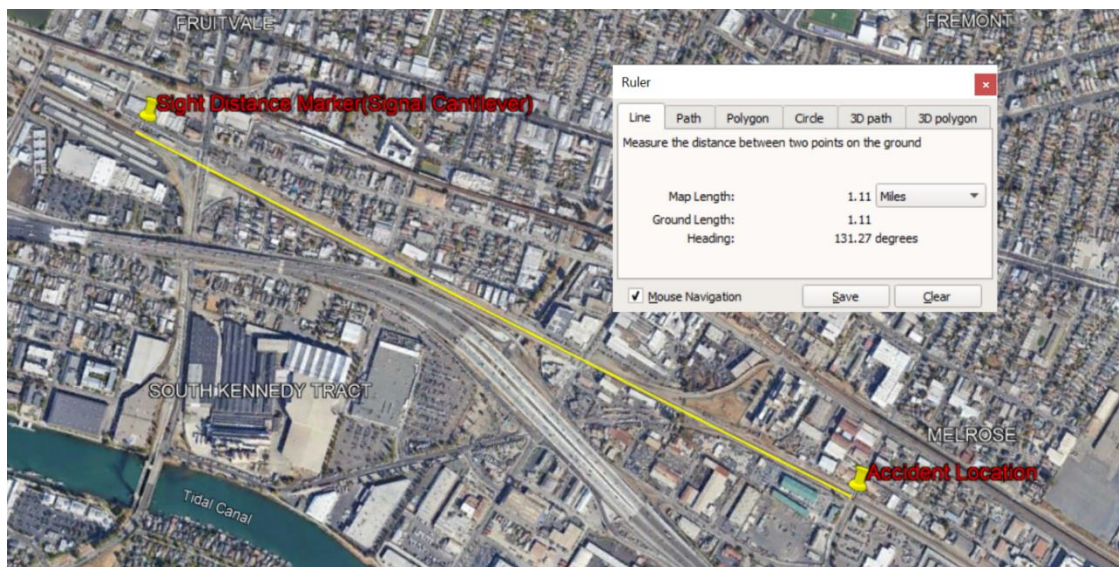 FRUITVALE
FREMONT
Sight Distance Marker(Signal Cantilever)
Ruler
Line
Path
Polygon
Circle
3D path
3D polygon
Measure the distance between two points on the ground
Map Length:
1.11
Miles
Ground Length:
1.11
Heading:
131.27 degrees
Mouse Navigation
Save
Clear
SOUTH KENNEDY TRACT
MELROSE
Accident Location
Tidal Canal